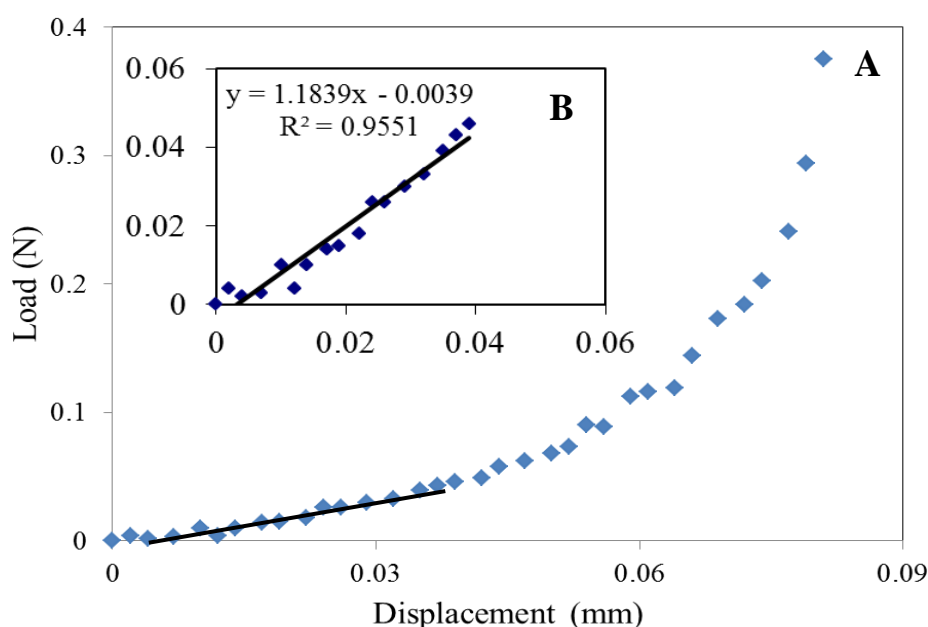 0.4
A
0.06
y = 1.1839x - 0.0039
B
R² = 0.9551
0.3
0.04
Load (N)
0.02
0.2
0
0 0.02 0.04 0.06
0.1
0
0 0.03 0.06 0.09
Displacement (mm)